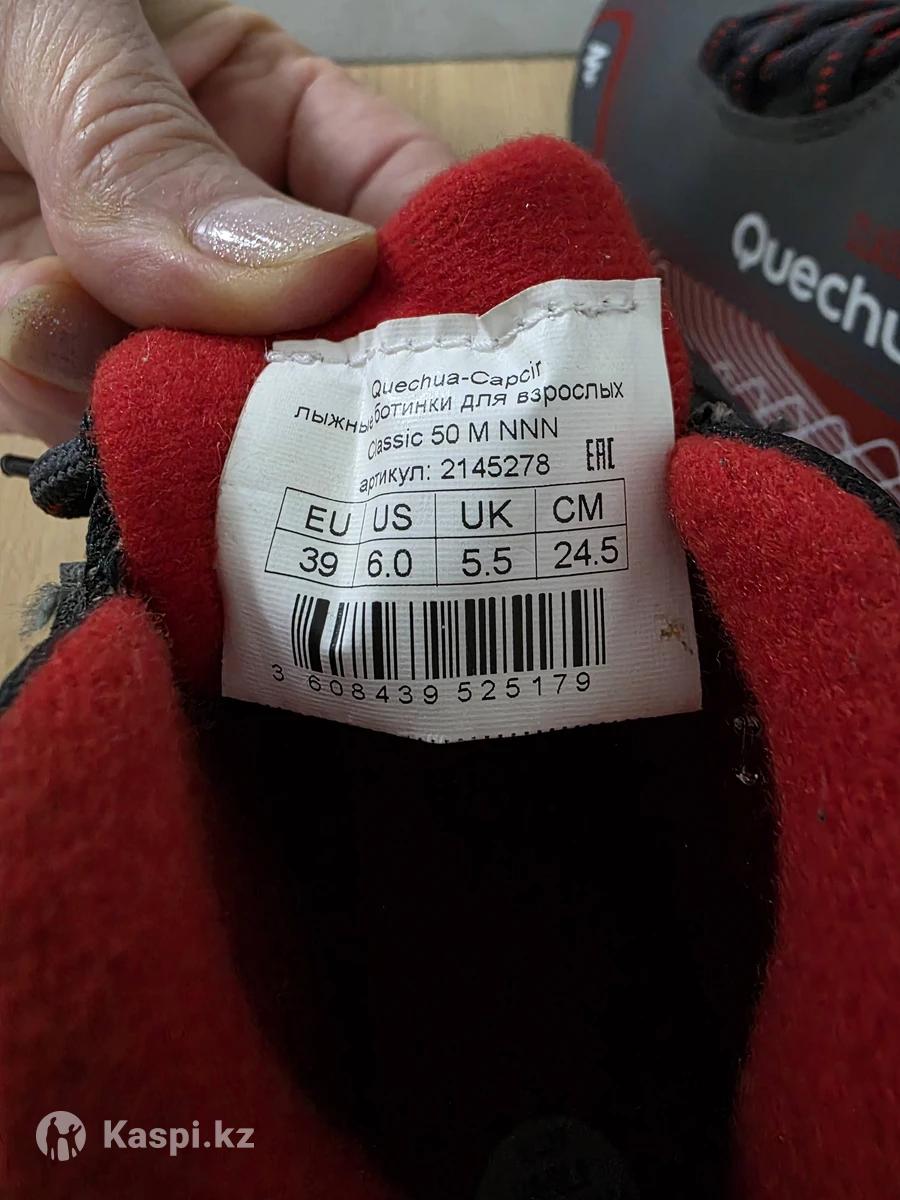 Quechua-Capcir
лыжные ботинки для взрослых
Classic 50 M NNN
артикул: 2145278 EAC
EU US UK CM
39 6.0 5.5 24.5
3 608439 525179
Quechu
Kaspi.kz